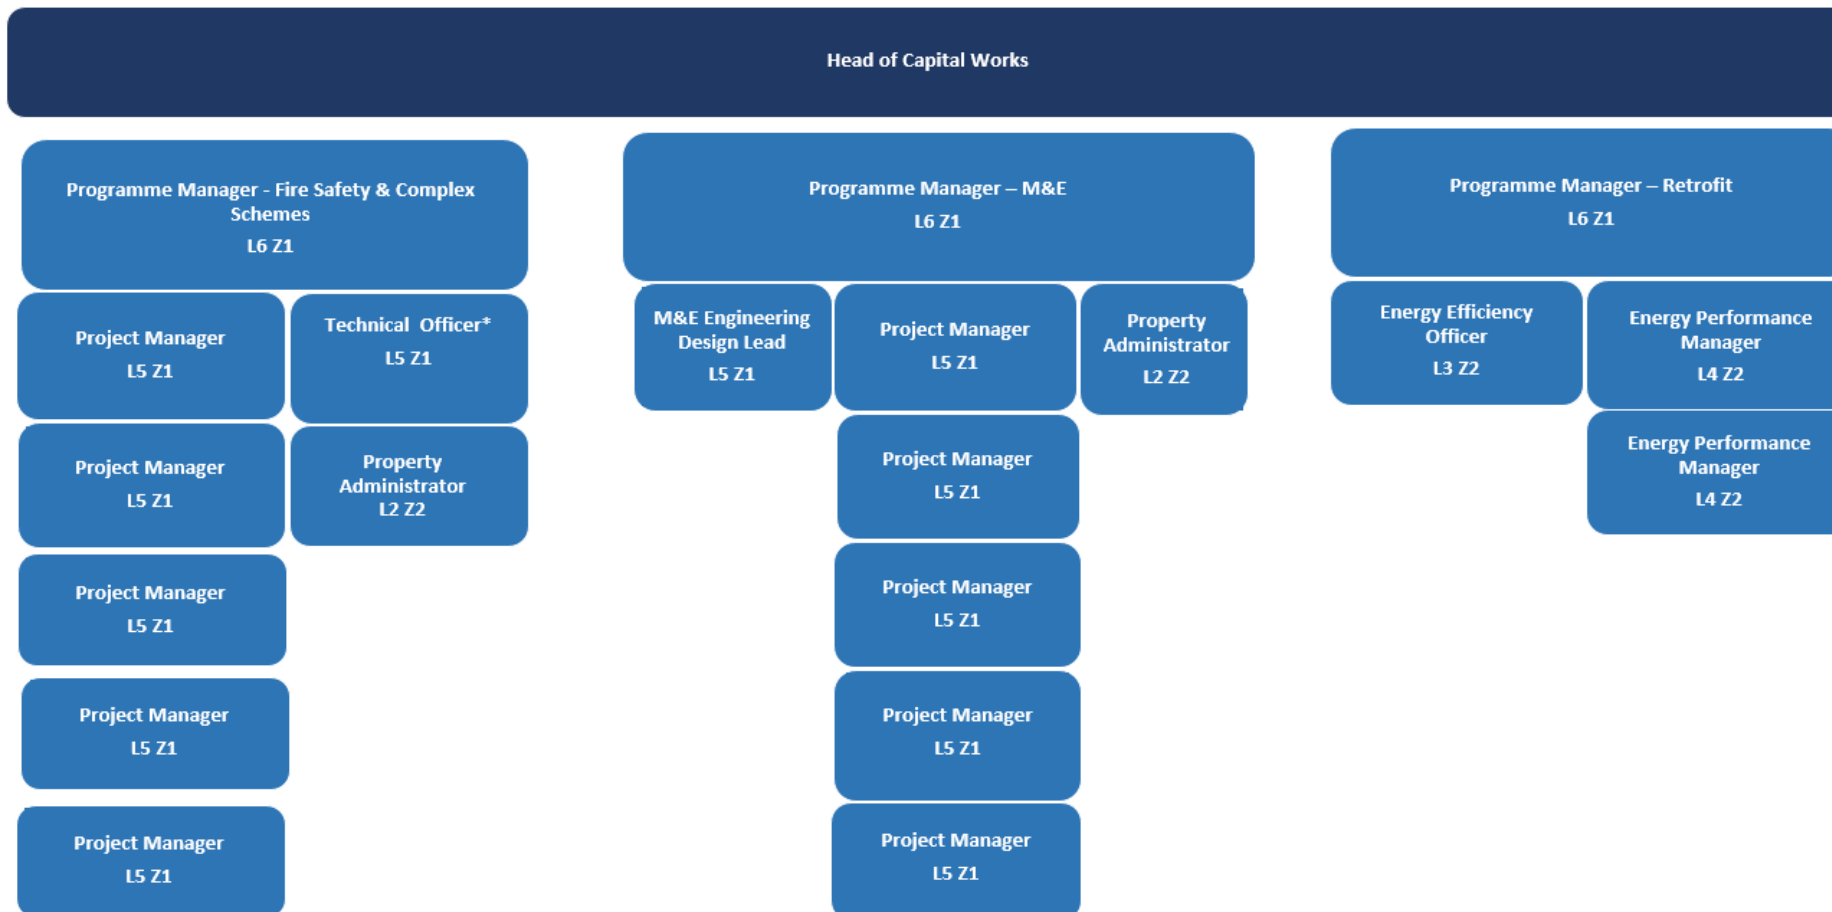 Head of Capital Works
Programme Manager - Fire Safety & Complex
Schemes
L6 Z1
Programme Manager – M&E
L6 Z1
Programme Manager – Retrofit
L6 Z1
Project Manager
L5 Z1
Technical Officer*
L5 Z1
M&E Engineering
Design Lead
L5 Z1
Project Manager
L5 Z1
Property
Administrator
L2 Z2
Energy Efficiency
Officer
L3 Z2
Energy Performance
Manager
L4 Z2
Project Manager
L5 Z1
Property
Administrator
L2 Z2
Project Manager
L5 Z1
Energy Performance
Manager
L4 Z2
Project Manager
L5 Z1
Project Manager
L5 Z1
Project Manager
L5 Z1
Project Manager
L5 Z1
Project Manager
L5 Z1
Project Manager
L5 Z1